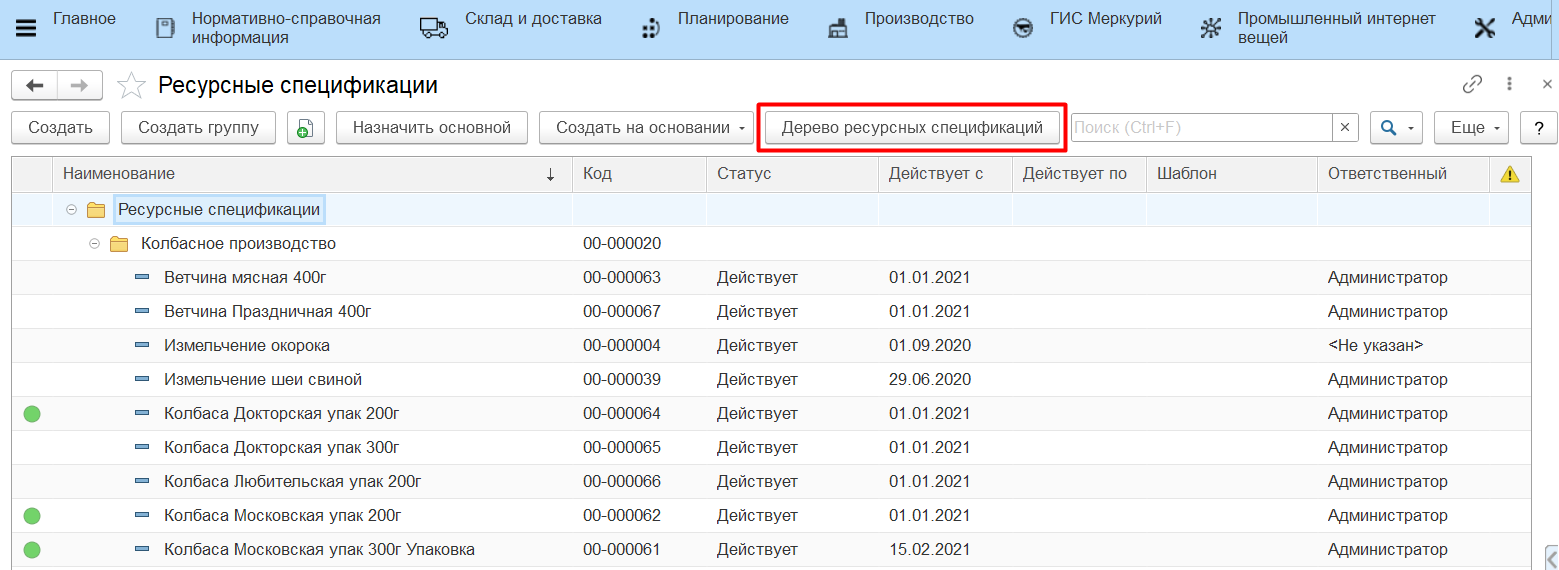 Главное
Нормативно-справочная
информация
Склад и доставка
Планирование
Производство
ГИС Меркурий
Промышленный интернет
вещей
Адми
Ресурсные спецификации
Создать
Создать группу
Назначить основной
Создать на основании
Дерево ресурсных спецификаций
Поиск (Ctrl+F)
Еще
?
Наименование ↓ Код Статус Действует с Действует по Шаблон Ответственный
Ресурсные спецификации
Колбасное производство 00-000020
Ветчина мясная 400г 00-000063 Действует 01.01.2021 Администратор
Ветчина Праздничная 400г 00-000067 Действует 01.01.2021 Администратор
Измельчение окорока 00-000004 Действует 01.09.2020 <Не указан>
Измельчение шеи свиной 00-000039 Действует 29.06.2020 Администратор
Колбаса Докторская упак 200г 00-000064 Действует 01.01.2021 Администратор
Колбаса Докторская упак 300г 00-000065 Действует 01.01.2021 Администратор
Колбаса Любительская упак 200г 00-000066 Действует 01.01.2021 Администратор
Колбаса Московская упак 200г 00-000062 Действует 01.01.2021 Администратор
Колбаса Московская упак 300г Упаковка 00-000061 Действует 15.02.2021 Администратор